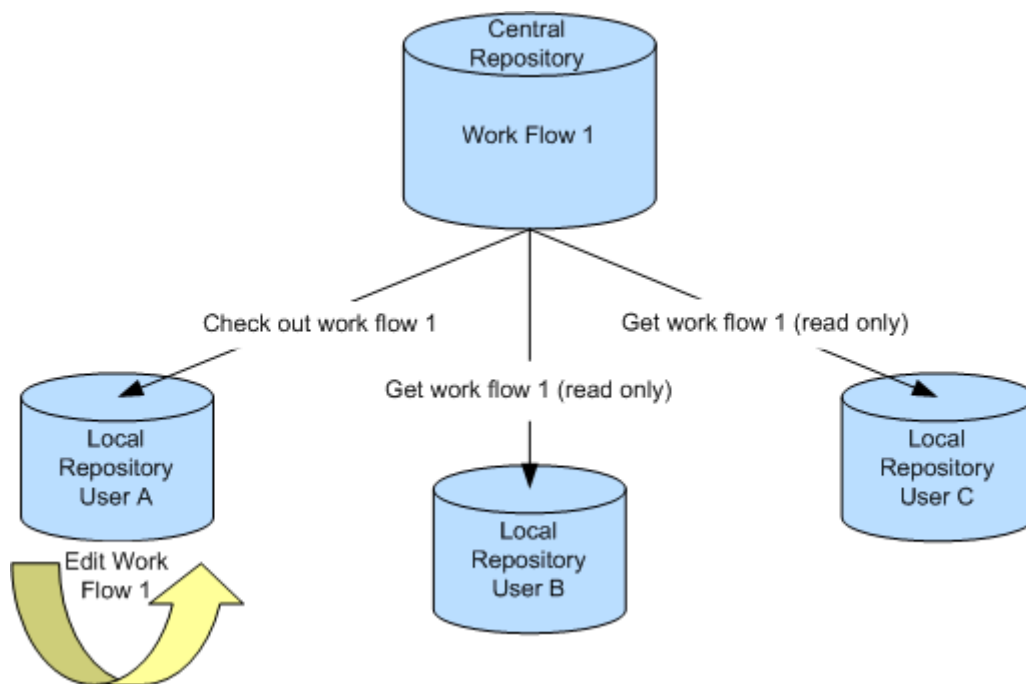 Central
Repository
Work Flow 1
Check out work flow 1
Get work flow 1 (read only)
Get work flow 1 (read only)
Local
Repository
User A
Local
Repository
User C
Local
Repository
User B
Edit Work
Flow 1